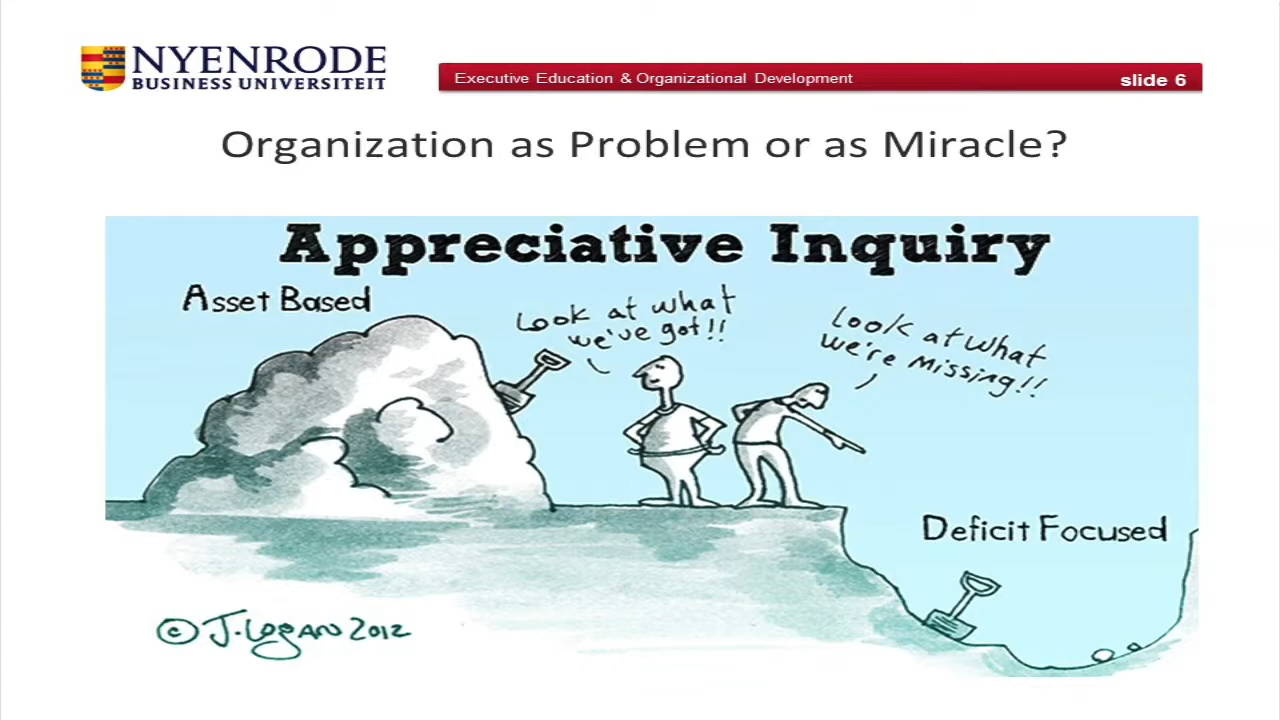 NYENRODE
BUSINESS UNIVERSITEIT
Executive Education & Organizational Development
slide 6
Organization as Problem or as Miracle?
Appreciative Inquiry
Asset Based
Look at what
we've got!!
Look at what
we're missing!!
Deficit Focused
© J.Logan 2012